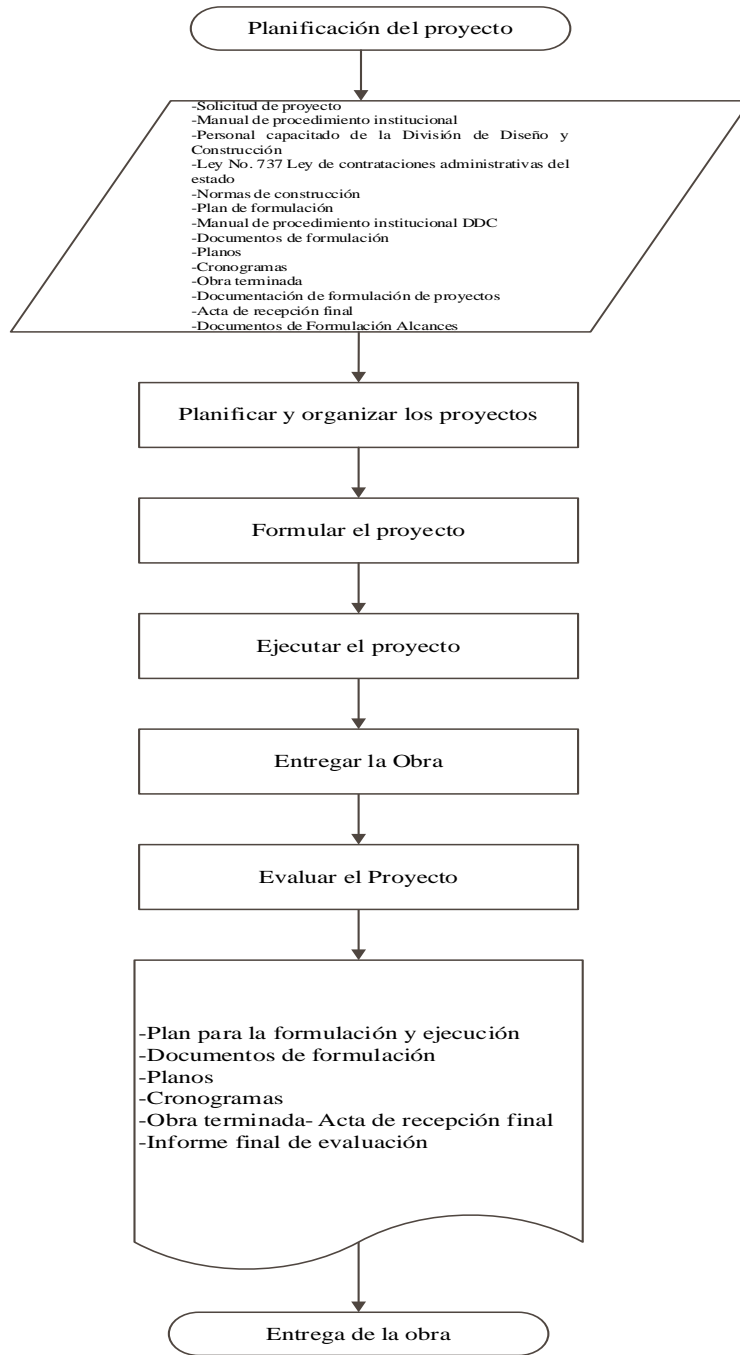 Planificación del proyecto
-Solicitud de proyecto
-Manual de procedimiento institucional
-Personal capacitado de la División de Diseño y
Construcción
-Ley No. 737 Ley de contrataciones administrativas del
estado
-Normas de construcción
-Plan de formulación
-Manual de procedimiento institucional DDC
-Documentos de formulación
-Planos
-Cronogramas
-Obra terminada
-Documentación de formulación de proyectos
-Acta de recepción final
-Documentos de Formulación Alcances
Planificar y organizar los proyectos
Formular el proyecto
Ejecutar el proyecto
Entregar la Obra
Evaluar el Proyecto
-Plan para la formulación y ejecución
-Documentos de formulación
-Planos
-Cronogramas
-Obra terminada- Acta de recepción final
-Informe final de evaluación
Entrega de la obra